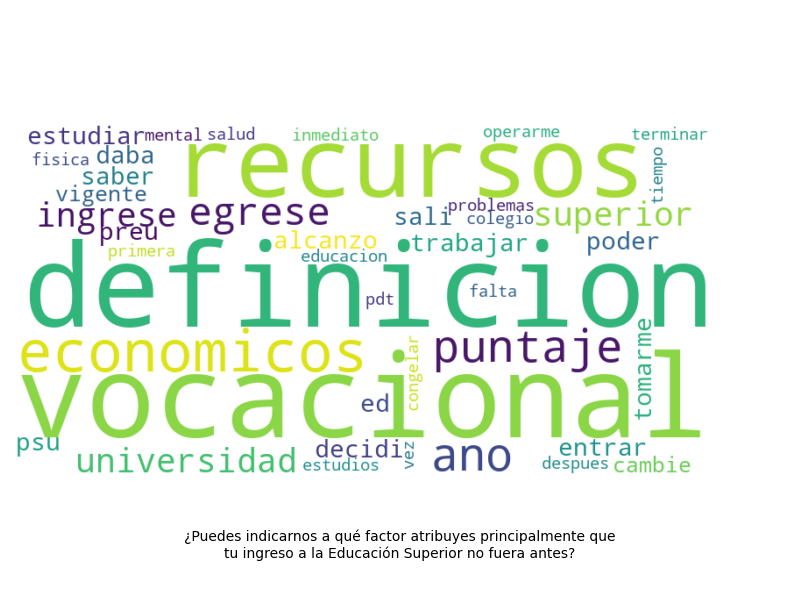 estudiar mental salud inmediato operarme terminar
fisica daba recursos tiempo
saber
vigente
ingrese egrese sali problemas colegio superior
preu alcanzo trabajar poder
primera educacion
definicion
pdt falta
economicos puntaje tomarme
congelar
vocacional
ed
psu decidi vez ano entrar
universidad estudios despues cambie
¿Puedes indicarnos a qué factor atribuyes principalmente que
tu ingreso a la Educación Superior no fuera antes?